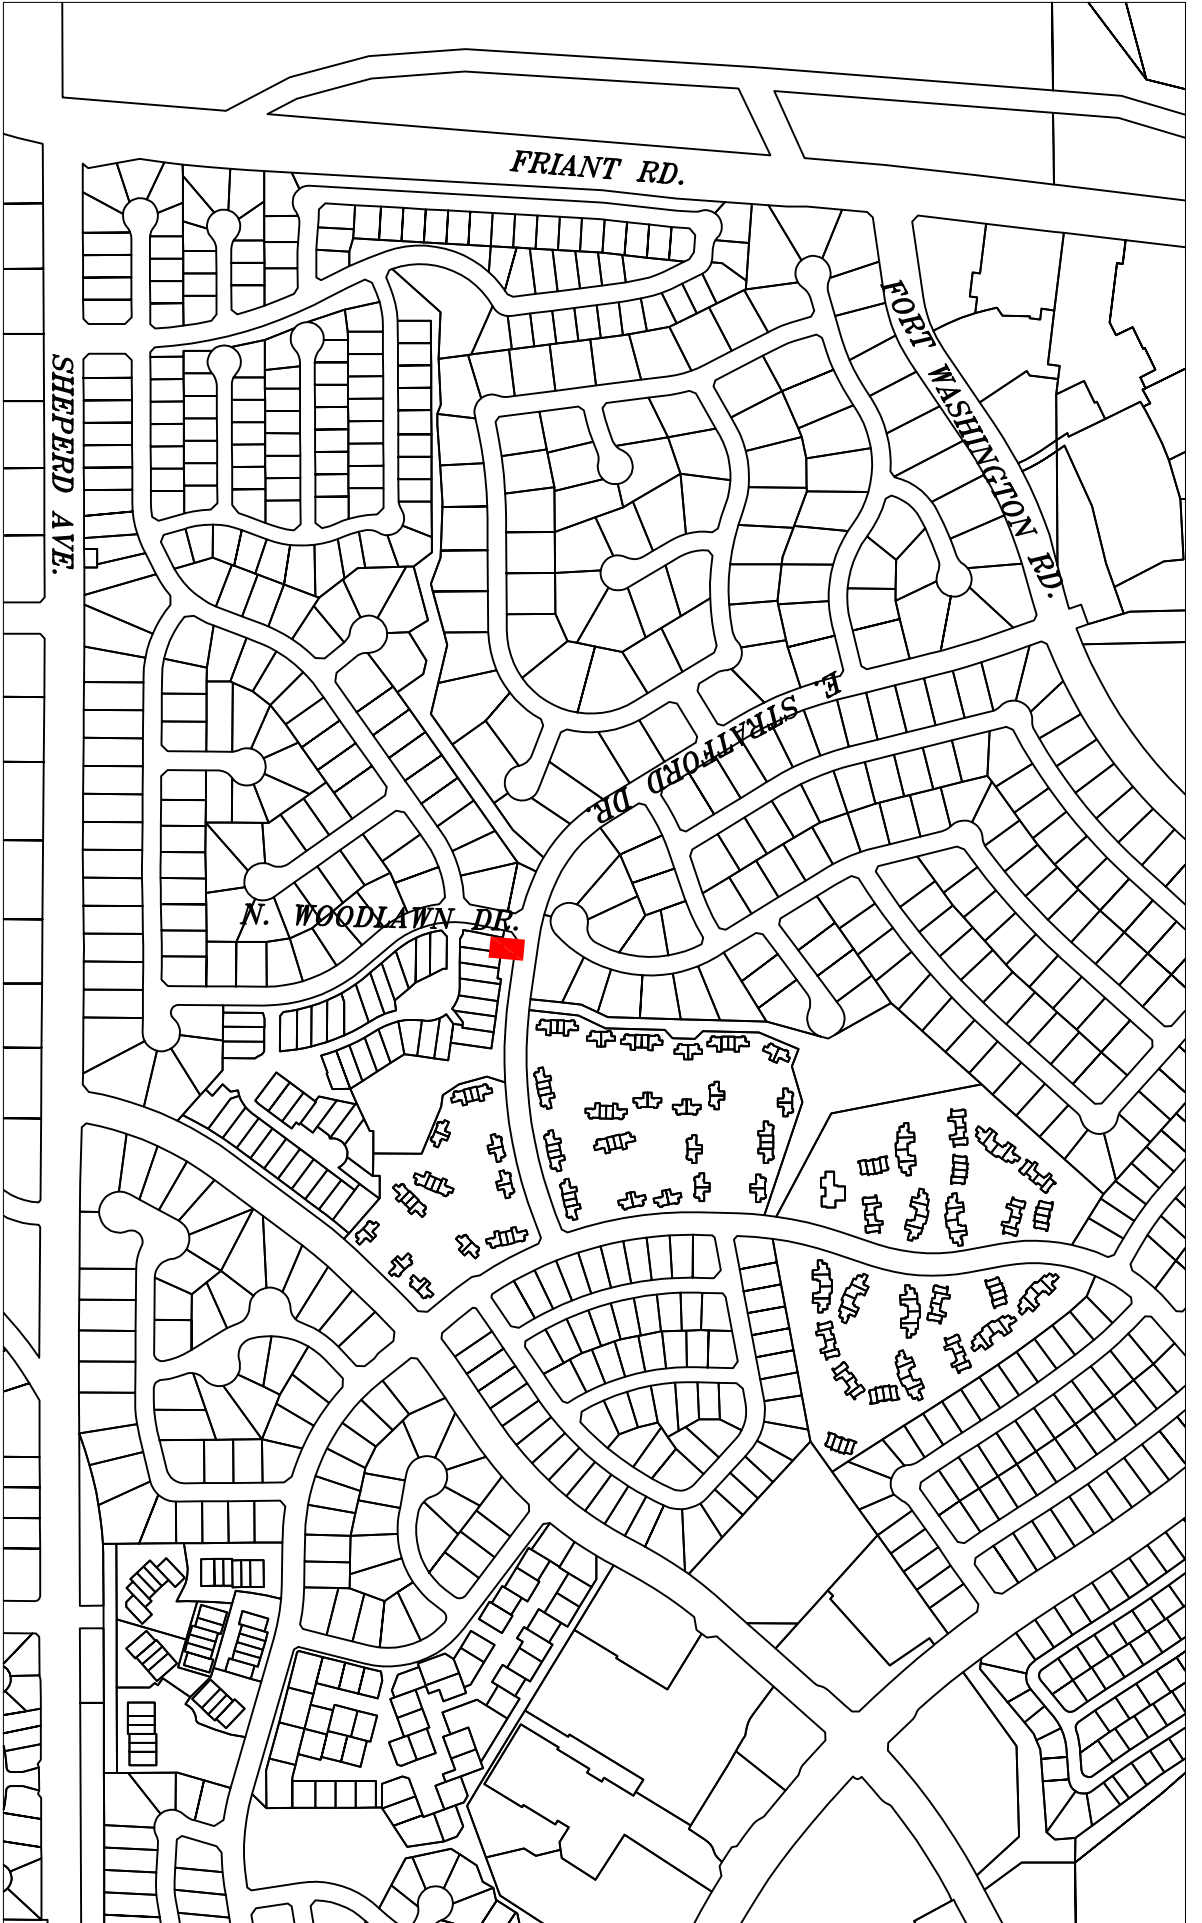 FRIANT RD.
FORT WASHINGTON RD.
SHEPERD AVE.
E. STRATFORD DR.
N. WOODLAWN DR.